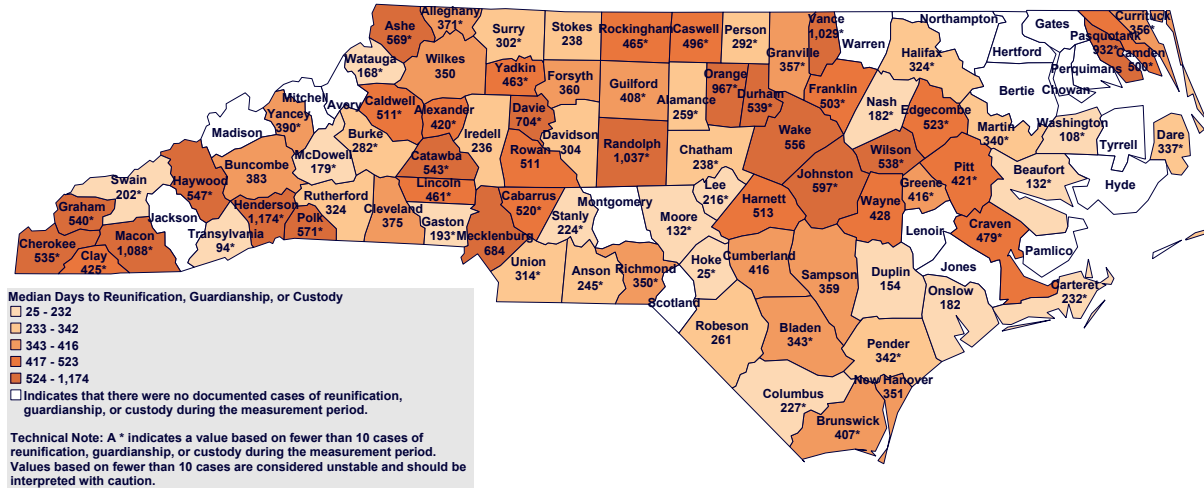 Alleghany
371*
Ashe
569*
Surry
302*
Stokes
238
Rockingham
465*
Caswell
496*
Person
292*
Vance
1,029*
Granville
357*
Warren
Northampton
Halifax
324*
Gates
Hertford
Currituck
356*
Pasquotank
932*
Camden
500*
Perquimans
Chowan
Bertie
Watauga
168*
Wilkes
350
Yadkin
463*
Forsyth
360
Guilford
408*
Alamance
259*
Orange
967*
Durham
539*
Franklin
503*
Nash
182*
Edgecombe
523*
Martin
340*
Washington
108*
Tyrrell
Dare
337*
Mitchell
Avery
Yancey
390*
Madison
Caldwell
511*
Alexander
420*
Davie
704*
Iredell
236
Davidson
304
Burke
282*
McDowell
179*
Catawba
543*
Rowan
511
Randolph
1,037*
Chatham
238*
Wake
556
Wilson
538*
Pitt
421*
Beaufort
132*
Hyde
Buncombe
383
Haywood
547*
Swain
202*
Graham
540*
Jackson
Henderson
1,174*
Polk
571*
Rutherford
324
Cleveland
375
Lincoln
461*
Gaston
193*
Mecklenburg
684
Cabarrus
520*
Stanly
224*
Montgomery
Moore
132*
Lee
216*
Harnett
513
Johnston
597*
Wayne
428
Greene
416*
Lenoir
Craven
479*
Pamlico
Transylvania
94*
Cherokee
535*
Clay
425*
Macon
1,088*
Union
314*
Anson
245*
Richmond
350*
Hoke
25*
Scotland
Cumberland
416
Sampson
359
Duplin
154
Jones
Onslow
182
Carteret
232*
Robeson
261
Bladen
343*
Pender
342*
New Hanover
351
Columbus
227*
Brunswick
407*
Median Days to Reunification, Guardianship, or Custody
25 - 232
233 - 342
343 - 416
417 - 523
524 - 1,174
Indicates that there were no documented cases of reunification,
guardianship, or custody during the measurement period.
Technical Note: A * indicates a value based on fewer than 10 cases of
reunification, guardianship, or custody during the measurement period.
Values based on fewer than 10 cases are considered unstable and should be
interpreted with caution.